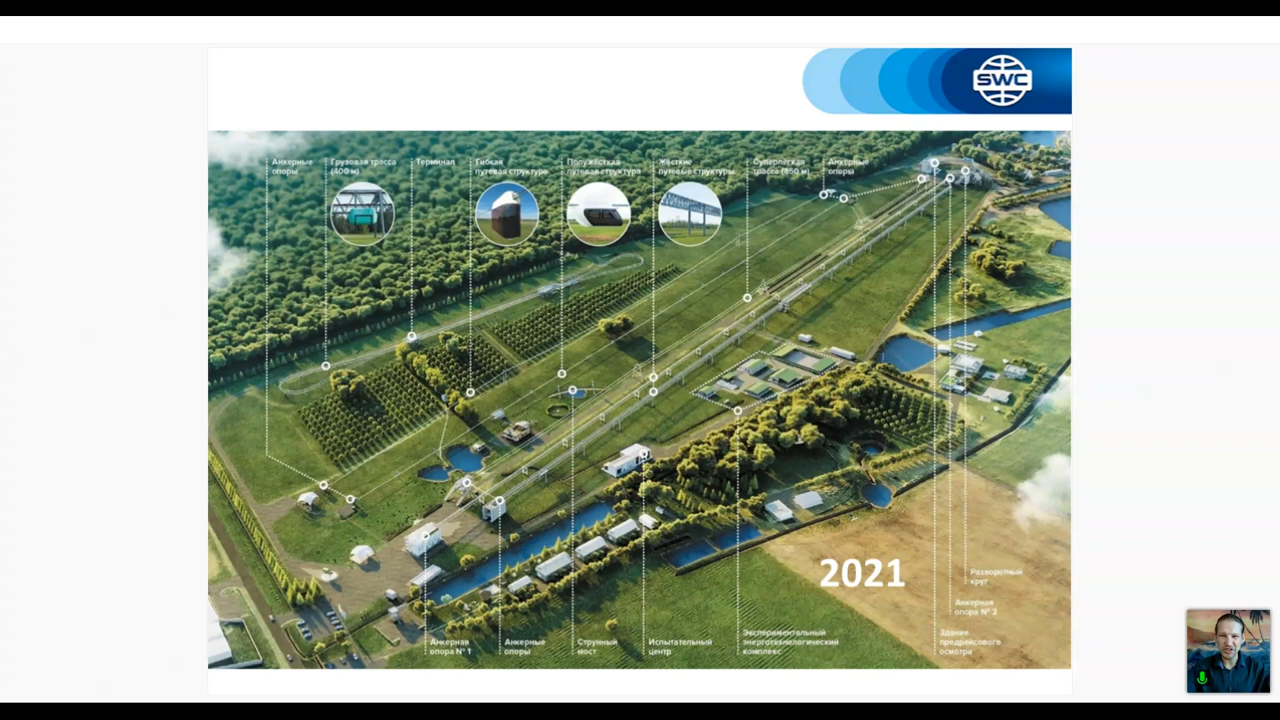 SWC
Анкерные
опоры
Грузовая трасса
(400 м)
Терминал
Гибкая
путевая структура
Полужёсткая
путевая структура
Жёсткие
путевые структуры
Суперлёгкая
трасса (850 м)
Анкерные
опоры
2021
Разворотный
круг
Анкерная
опора № 2
Анкерная
опора № 1
Анкерные
опоры
Струнный
мост
Испытательный
центр
Экспериментальный
энерготехнологический
комплекс
Здание
предрейсового
осмотра